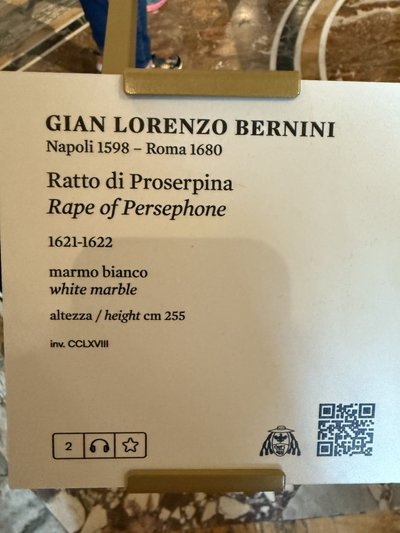 GIAN LORENZO BERNINI
Napoli 1598 – Roma 1680
Ratto di Proserpina
Rape of Persephone
1621-1622
marmo bianco
white marble
altezza / height cm 255
inv. CCLXVIII
2